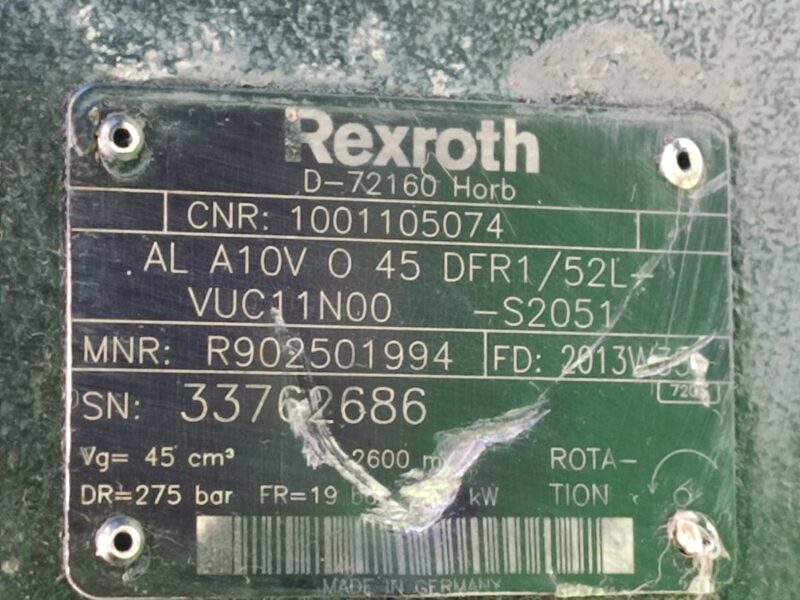 Rexroth
D-72160 Horb
CNR: 1001105074
.AL A10V O 45 DFR1/52L-
VUC11N00 -S2051
MNR: R902501994 FD: 2013W
SN: 33762686
Vg= 45 cm³ 2600 ROTA-
DR=275 bar FR=19 kW TION
MADE IN GERMANY